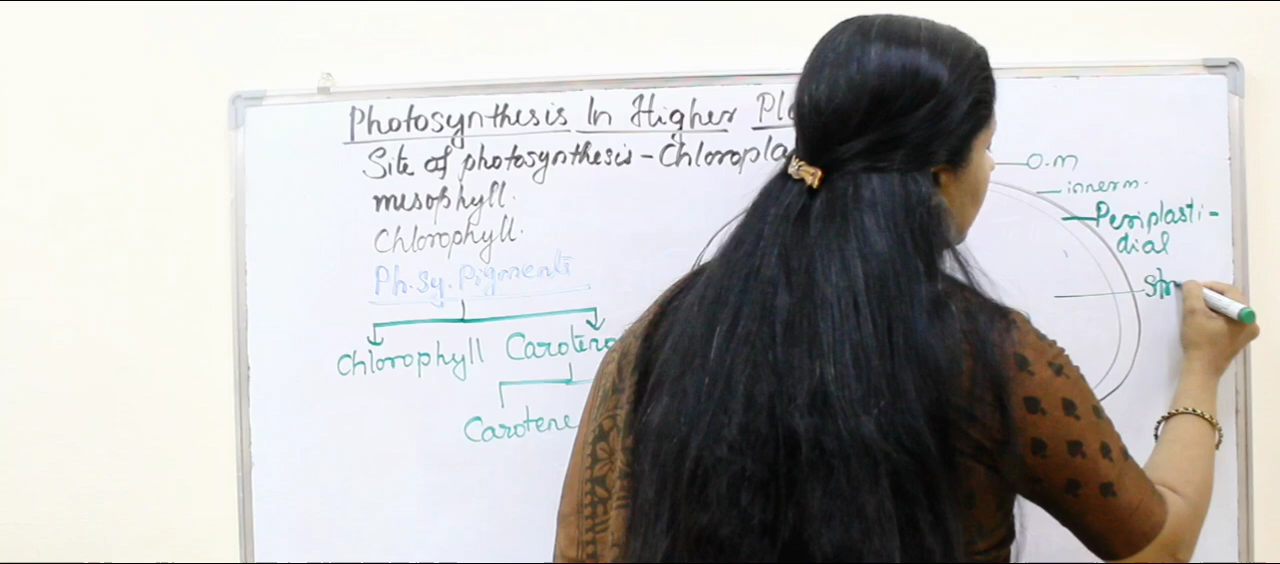 Photosynthesis In Higher Pl
Site of photosynthesis - Chloropla
mesophyll.
Chlorophyll.
Ph. Sy. Pigments
Chlorophyll Caroteno
Carotene
O.m
inner m.
Periplasti-
dial
Str